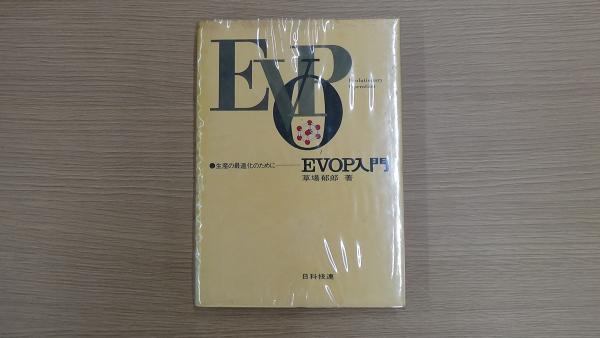 EVOP
Evolutionary
Operation
●生産の最適化のために——EVOP入門
草場郁郎 著
日科技連